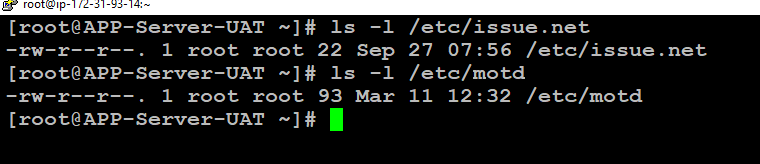 root@ip-172-31-93-14:~
[root@APP-Server-UAT ~]# ls -l /etc/issue.net
-rw-r--r--. 1 root root 22 Sep 27 07:56 /etc/issue.net
[root@APP-Server-UAT ~]# ls -l /etc/motd
-rw-r--r--. 1 root root 93 Mar 11 12:32 /etc/motd
[root@APP-Server-UAT ~]#